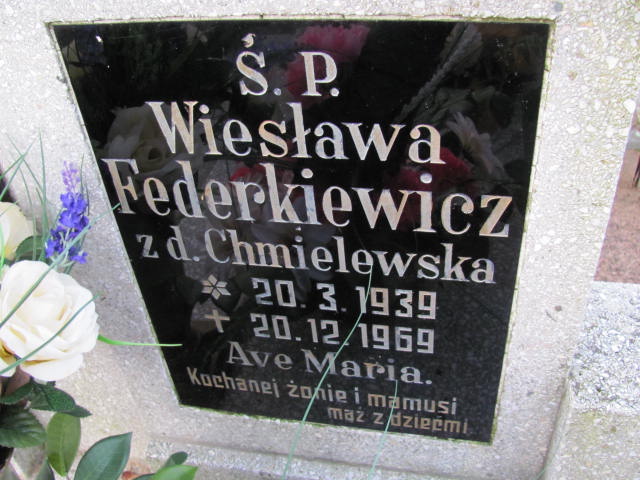 Ś. P.
Wiesława
Federkiewicz
z d. Chmielewska
* 20. 3. 1939
+ 20. 12 1969
Ave Maria.
Kochanej żonie i mamusi
mąż z dziećmi